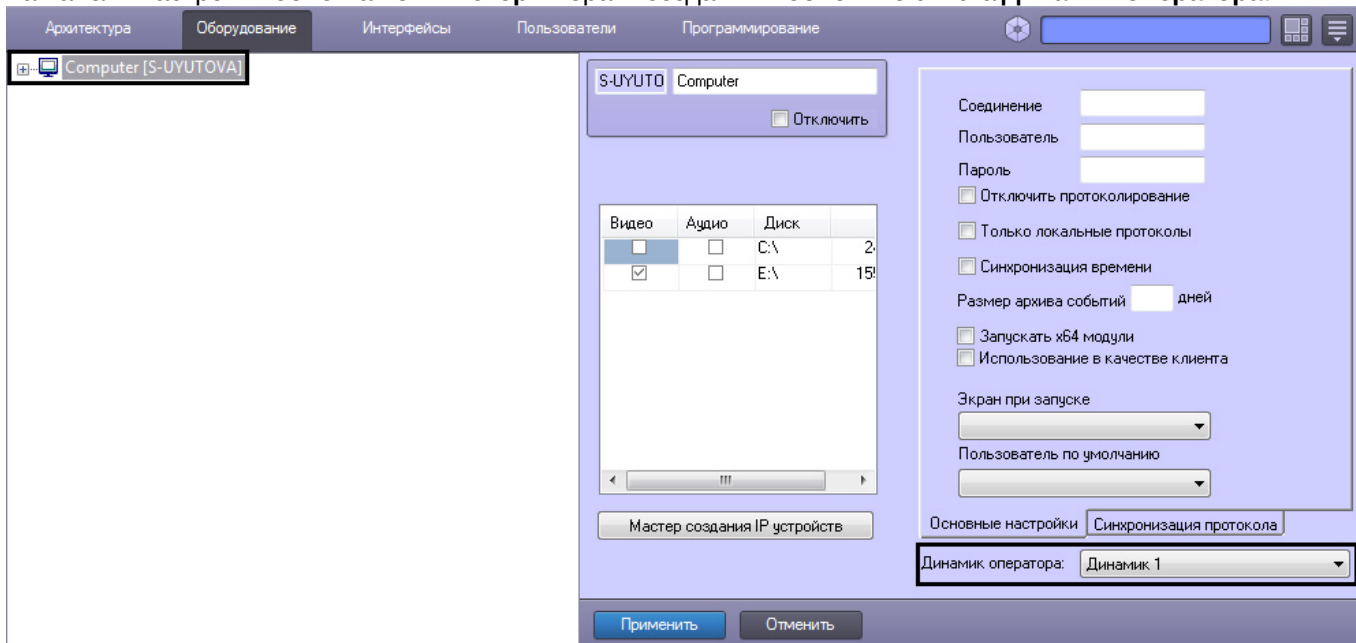 Архитектура Оборудование Интерфейсы Пользователи Программирование
Computer [S-UYUTOVA]
S-UYUTO Computer
Отключить
Видео Аудио Диск
C:\ 2
E:\ 15
Мастер создания IP устройств
Соединение
Пользователь
Пароль
Отключить протоколирование
Только локальные протоколы
Синхронизация времени
Размер архива событий дней
Запускать x64 модули
Использование в качестве клиента
Экран при запуске
Пользователь по умолчанию
Основные настройки Синхронизация протокола
Динамик оператора: Динамик 1
Применить Отменить